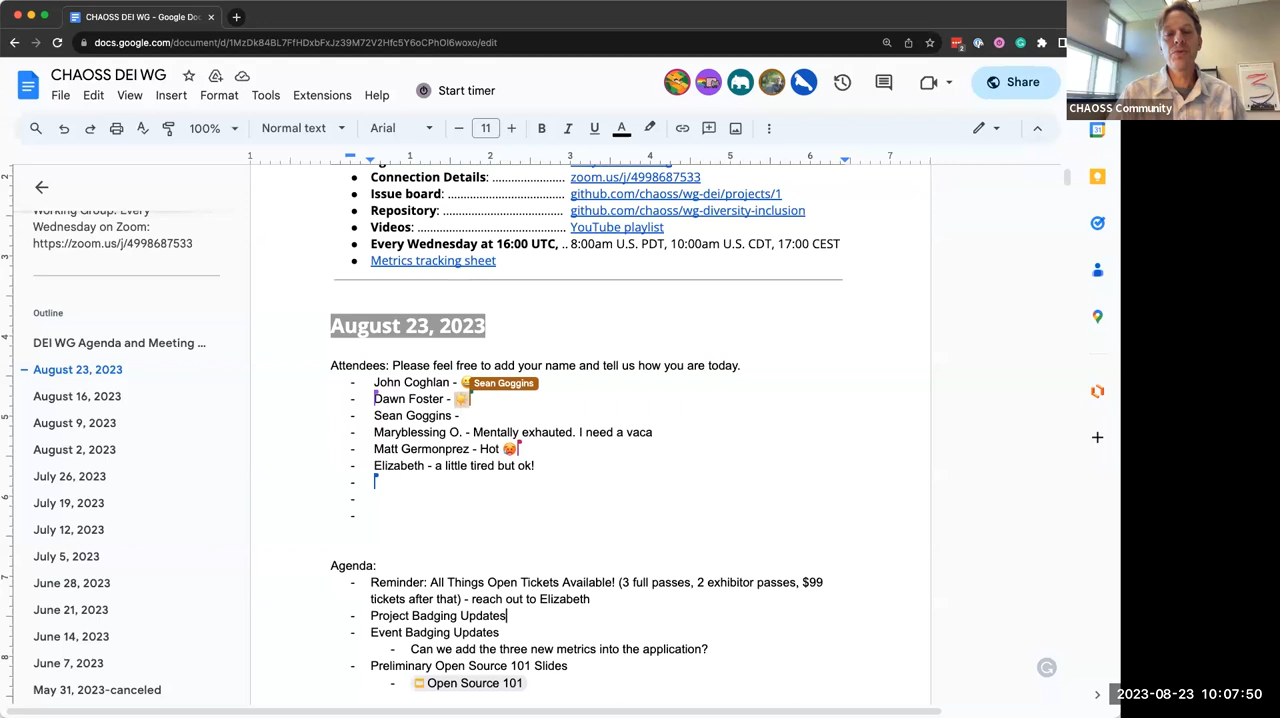 CHAOSS DEI WG - Google Doc
docs.google.com/document/d/1MzDk84BL7FfHDxbFxJz39M72V2Hfc5Y6oCPhOl6woxo/edit
CHAOSS DEI WG
File Edit View Insert Format Tools Extensions Help
Start timer
Share
CHAOSS Community
100% Normal text Arial 11
1 1 2 3 4 5 6 7
Working Group: Every
Wednesday on Zoom:
https://zoom.us/j/4998687533
Outline
DEI WG Agenda and Meeting ...
August 23, 2023
August 16, 2023
August 9, 2023
August 2, 2023
July 26, 2023
July 19, 2023
July 12, 2023
July 5, 2023
June 28, 2023
June 21, 2023
June 14, 2023
June 7, 2023
May 31, 2023-canceled
● Connection Details: ...................... zoom.us/j/4998687533
● Issue board: .................................. github.com/chaoss/wg-dei/projects/1
● Repository: .................................... github.com/chaoss/wg-diversity-inclusion
● Videos: ........................................... YouTube playlist
● Every Wednesday at 16:00 UTC, .. 8:00am U.S. PDT, 10:00am U.S. CDT, 17:00 CEST
● Metrics tracking sheet
August 23, 2023
Attendees: Please feel free to add your name and tell us how you are today.
- John Coghlan - 😀 Sean Goggins
- Dawn Foster - ☀️
- Sean Goggins -
- Maryblessing O. - Mentally exhauted. I need a vaca
- Matt Germonprez - Hot 🥵
- Elizabeth - a little tired but ok!
-
-
-
Agenda:
- Reminder: All Things Open Tickets Available! (3 full passes, 2 exhibitor passes, $99
tickets after that) - reach out to Elizabeth
- Project Badging Updates
- Event Badging Updates
- Can we add the three new metrics into the application?
- Preliminary Open Source 101 Slides
- Open Source 101
2023-08-23 10:07:50